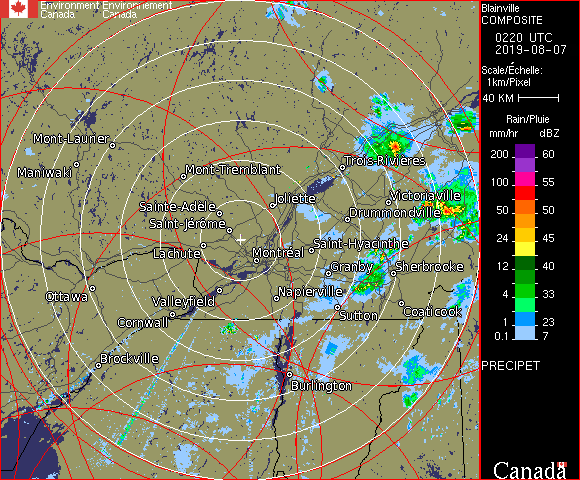 Environment Environnement
Canada Canada
Blainville
COMPOSITE
0220 UTC
2019-08-07
Scale/Échelle:
1km/Pixel
40 KM
Rain/Pluie
mm/hr dBZ
200 60
100 55
50 50
24 45
12 40
4 33
1 23
0.1 7
PRECIPET
Mont-Laurier
Maniwaki
Mont-Tremblant
Trois-Rivières
Joliette
Victoriaville
Sainte-Adèle
Drummondville
Saint-Jérôme
Saint-Hyacinthe
Lachute
Montréal
Granby
Sherbrooke
Ottawa
Valleyfield
Napierville
Cornwall
Sutton
Coaticook
Brockville
Burlington
Canada